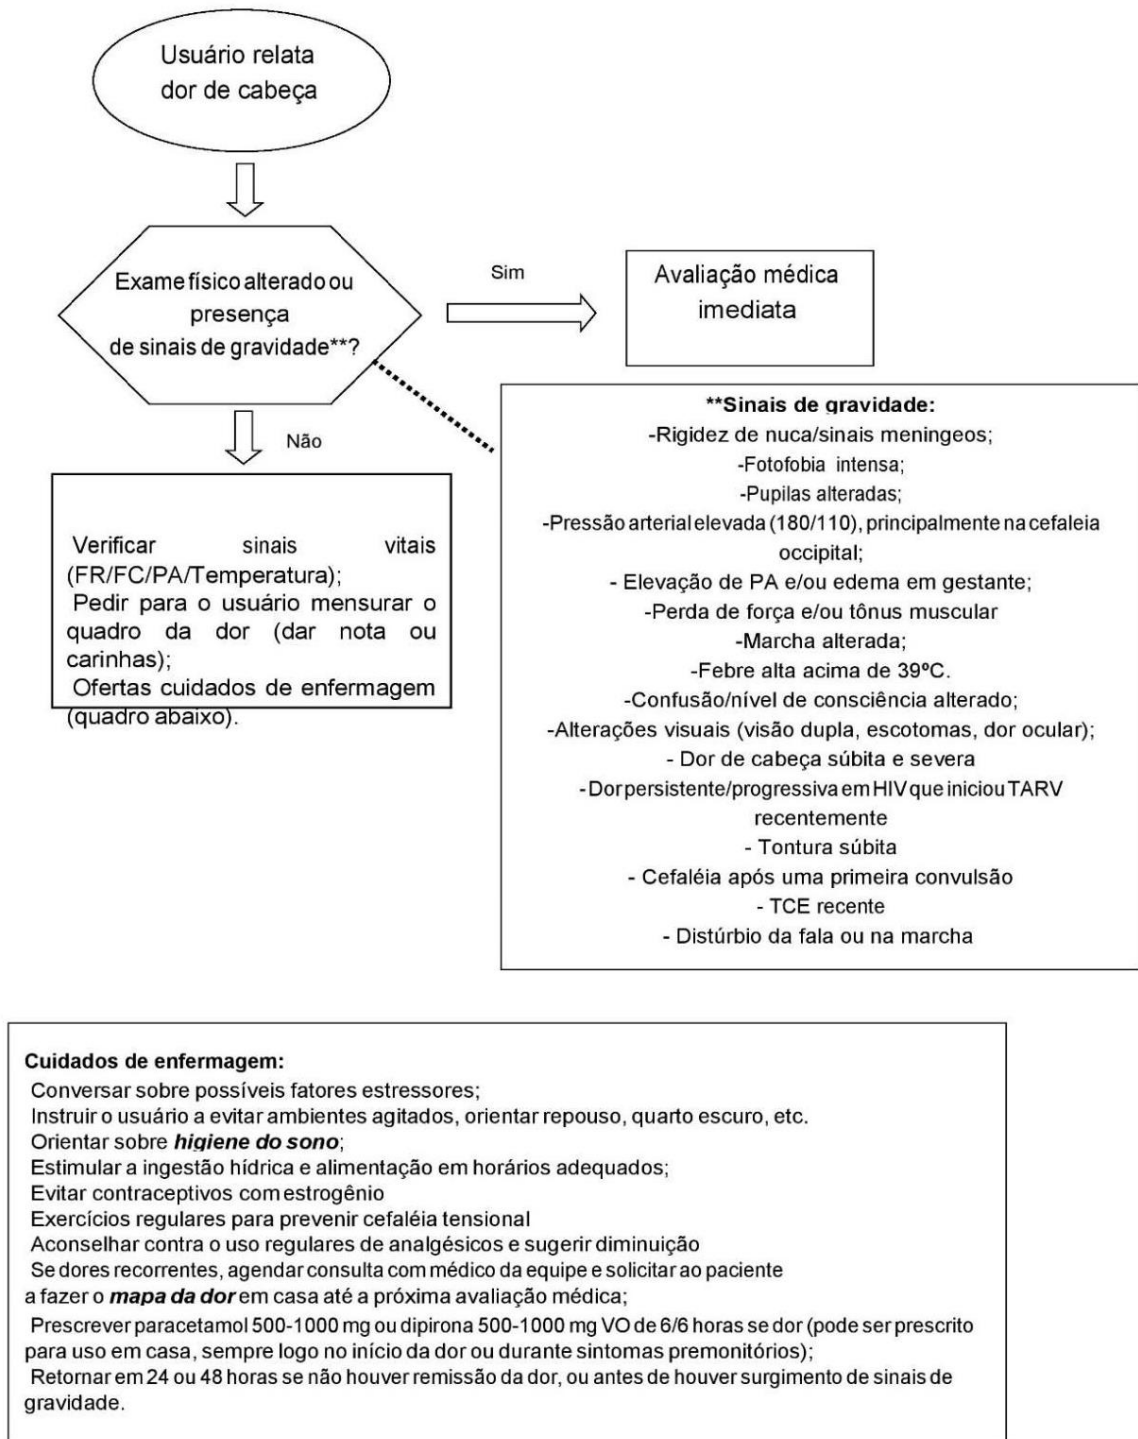 Usuário relata
dor de cabeça
Exame físico alterado ou
presença
de sinais de gravidade**?
Sim
Avaliação médica
imediata
Não
Verificar sinais vitais
(FR/FC/PA/Temperatura);
Pedir para o usuário mensurar o
quadro da dor (dar nota ou
carinhas);
Ofertas cuidados de enfermagem
(quadro abaixo).
**Sinais de gravidade:
-Rigidez de nuca/sinais meningeos;
-Fotofobia intensa;
-Pupilas alteradas;
-Pressão arterial elevada (180/110), principalmente na cefaleia
occipital;
- Elevação de PA e/ou edema em gestante;
-Perda de força e/ou tônus muscular
-Marcha alterada;
-Febre alta acima de 39ºC.
-Confusão/nível de consciência alterado;
-Alterações visuais (visão dupla, escotomas, dor ocular);
- Dor de cabeça súbita e severa
-Dor persistente/progressiva em HIV que iniciou TARV
recentemente
- Tontura súbita
- Cefaléia após uma primeira convulsão
- TCE recente
- Distúrbio da fala ou na marcha
Cuidados de enfermagem:
Conversar sobre possíveis fatores estressores;
Instruir o usuário a evitar ambientes agitados, orientar repouso, quarto escuro, etc.
Orientar sobre higiene do sono;
Estimular a ingestão hídrica e alimentação em horários adequados;
Evitar contraceptivos com estrogênio
Exercícios regulares para prevenir cefaléia tensional
Aconselhar contra o uso regulares de analgésicos e sugerir diminuição
Se dores recorrentes, agendar consulta com médico da equipe e solicitar ao paciente
a fazer o mapa da dor em casa até a próxima avaliação médica;
Prescrever paracetamol 500-1000 mg ou dipirona 500-1000 mg VO de 6/6 horas se dor (pode ser prescrito
para uso em casa, sempre logo no início da dor ou durante sintomas premonitórios);
Retornar em 24 ou 48 horas se não houver remissão da dor, ou antes de houver surgimento de sinais de
gravidade.